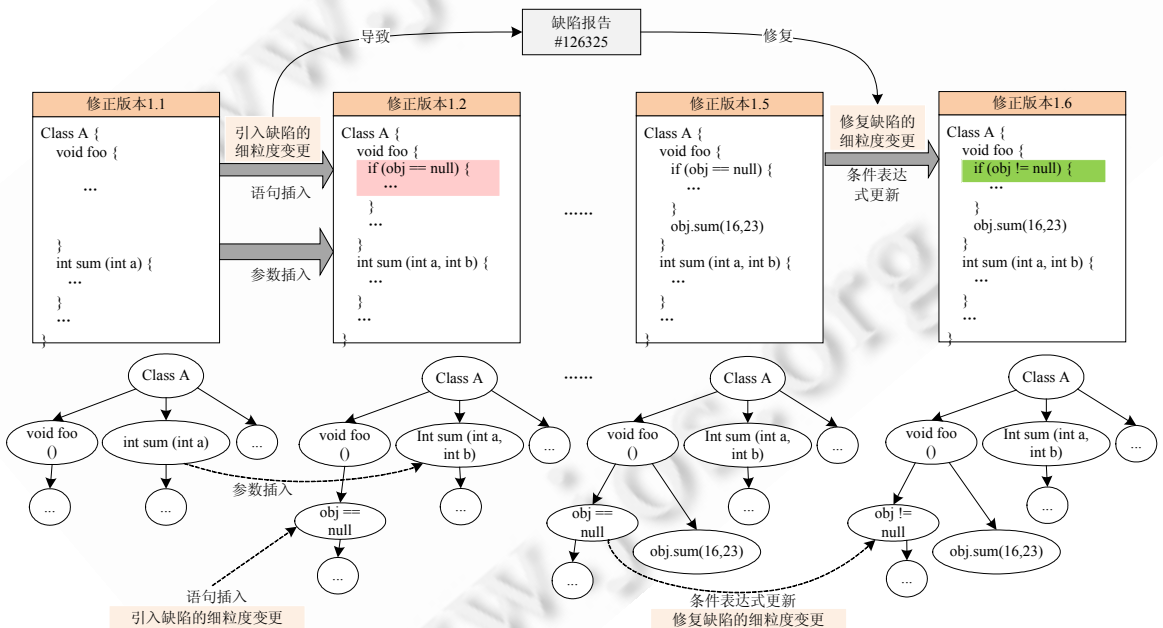 缺陷报告
#126325
导致
修复
修正版本1.1
Class A {
void foo {
...
}
int sum (int a) {
...
}
...
}
引入缺陷的
细粒度变更
语句插入
参数插入
修正版本1.2
Class A {
void foo {
if (obj == null) {
...
}
...
}
int sum (int a, int b) {
...
}
...
}
......
修正版本1.5
Class A {
void foo {
if (obj == null) {
...
}
obj.sum(16,23)
}
int sum (int a, int b) {
...
}
...
}
修复缺陷的
细粒度变更
条件表达
式更新
修正版本1.6
Class A {
void foo {
if (obj != null) {
...
}
obj.sum(16,23)
}
int sum (int a, int b) {
...
}
...
}
Class A
void foo
()
int sum (int a)
...
...
...
参数插入
Class A
void foo
()
Int sum (int a,
int b)
...
obj ==
null
...
...
语句插入
引入缺陷的细粒度变更
......
Class A
void foo
()
Int sum (int a,
int b)
...
obj ==
null
...
obj.sum(16,23)
...
条件表达式更新
修复缺陷的细粒度变更
Class A
void foo
()
Int sum (int a,
int b)
...
obj !=
null
...
obj.sum(16,23)
...
www.jos.org